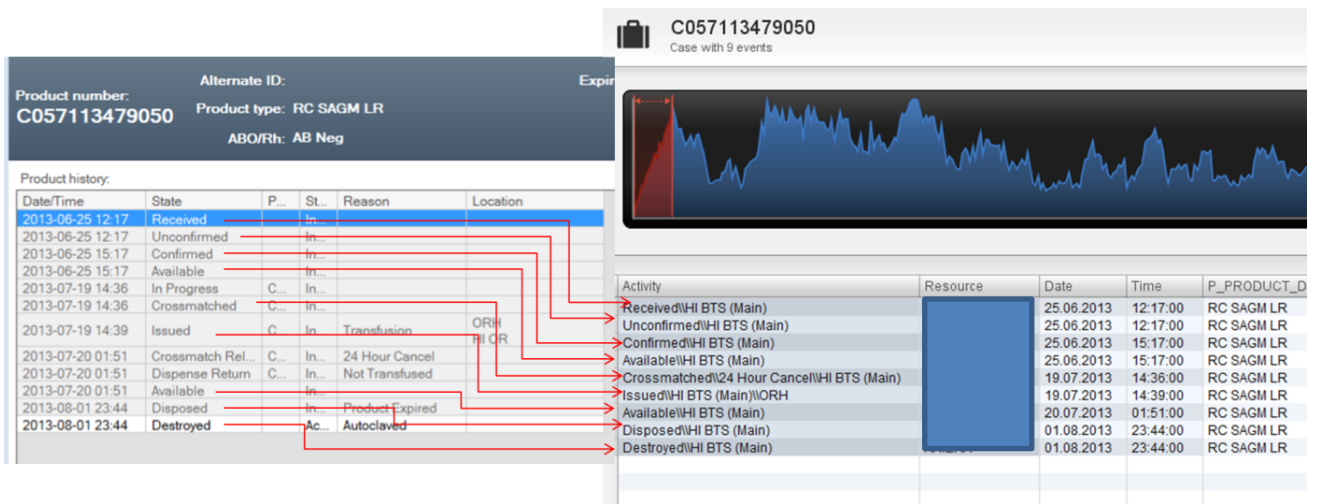 C057113479050
Case with 9 events
Alternate ID:
Expir
Product number:
C057113479050
Product type: RC SAGM LR
ABO/Rh: AB Neg
Product history:
Date/Time State P... St... Reason Location
2013-06-25 12:17 Received In...
2013-06-25 12:17 Unconfirmed In...
2013-06-25 15:17 Confirmed In...
2013-06-25 15:17 Available In...
2013-07-19 14:36 In Progress C... In...
2013-07-19 14:36 Crossmatched C... In...
2013-07-19 14:39 Issued C... In... Transfusion ORH
HI OR
2013-07-20 01:51 Crossmatch Rel... C... In... 24 Hour Cancel
2013-07-20 01:51 Dispense Return C... In... Not Transfused
2013-07-20 01:51 Available In...
2013-08-01 23:44 Disposed In... Product Expired
2013-08-01 23:44 Destroyed Ac... Autoclaved
Activity Resource Date Time P_PRODUCT_D
Received\\HI BTS (Main) 25.06.2013 12:17:00 RC SAGM LR
Unconfirmed\\HI BTS (Main) 25.06.2013 12:17:00 RC SAGM LR
Confirmed\\HI BTS (Main) 25.06.2013 15:17:00 RC SAGM LR
Available\\HI BTS (Main) 25.06.2013 15:17:00 RC SAGM LR
Crossmatched\\24 Hour Cancel\\HI BTS (Main) 19.07.2013 14:36:00 RC SAGM LR
Issued\\HI BTS (Main)\\ORH 19.07.2013 14:39:00 RC SAGM LR
Available\\HI BTS (Main) 20.07.2013 01:51:00 RC SAGM LR
Disposed\\HI BTS (Main) 01.08.2013 23:44:00 RC SAGM LR
Destroyed\\HI BTS (Main) 01.08.2013 23:44:00 RC SAGM LR